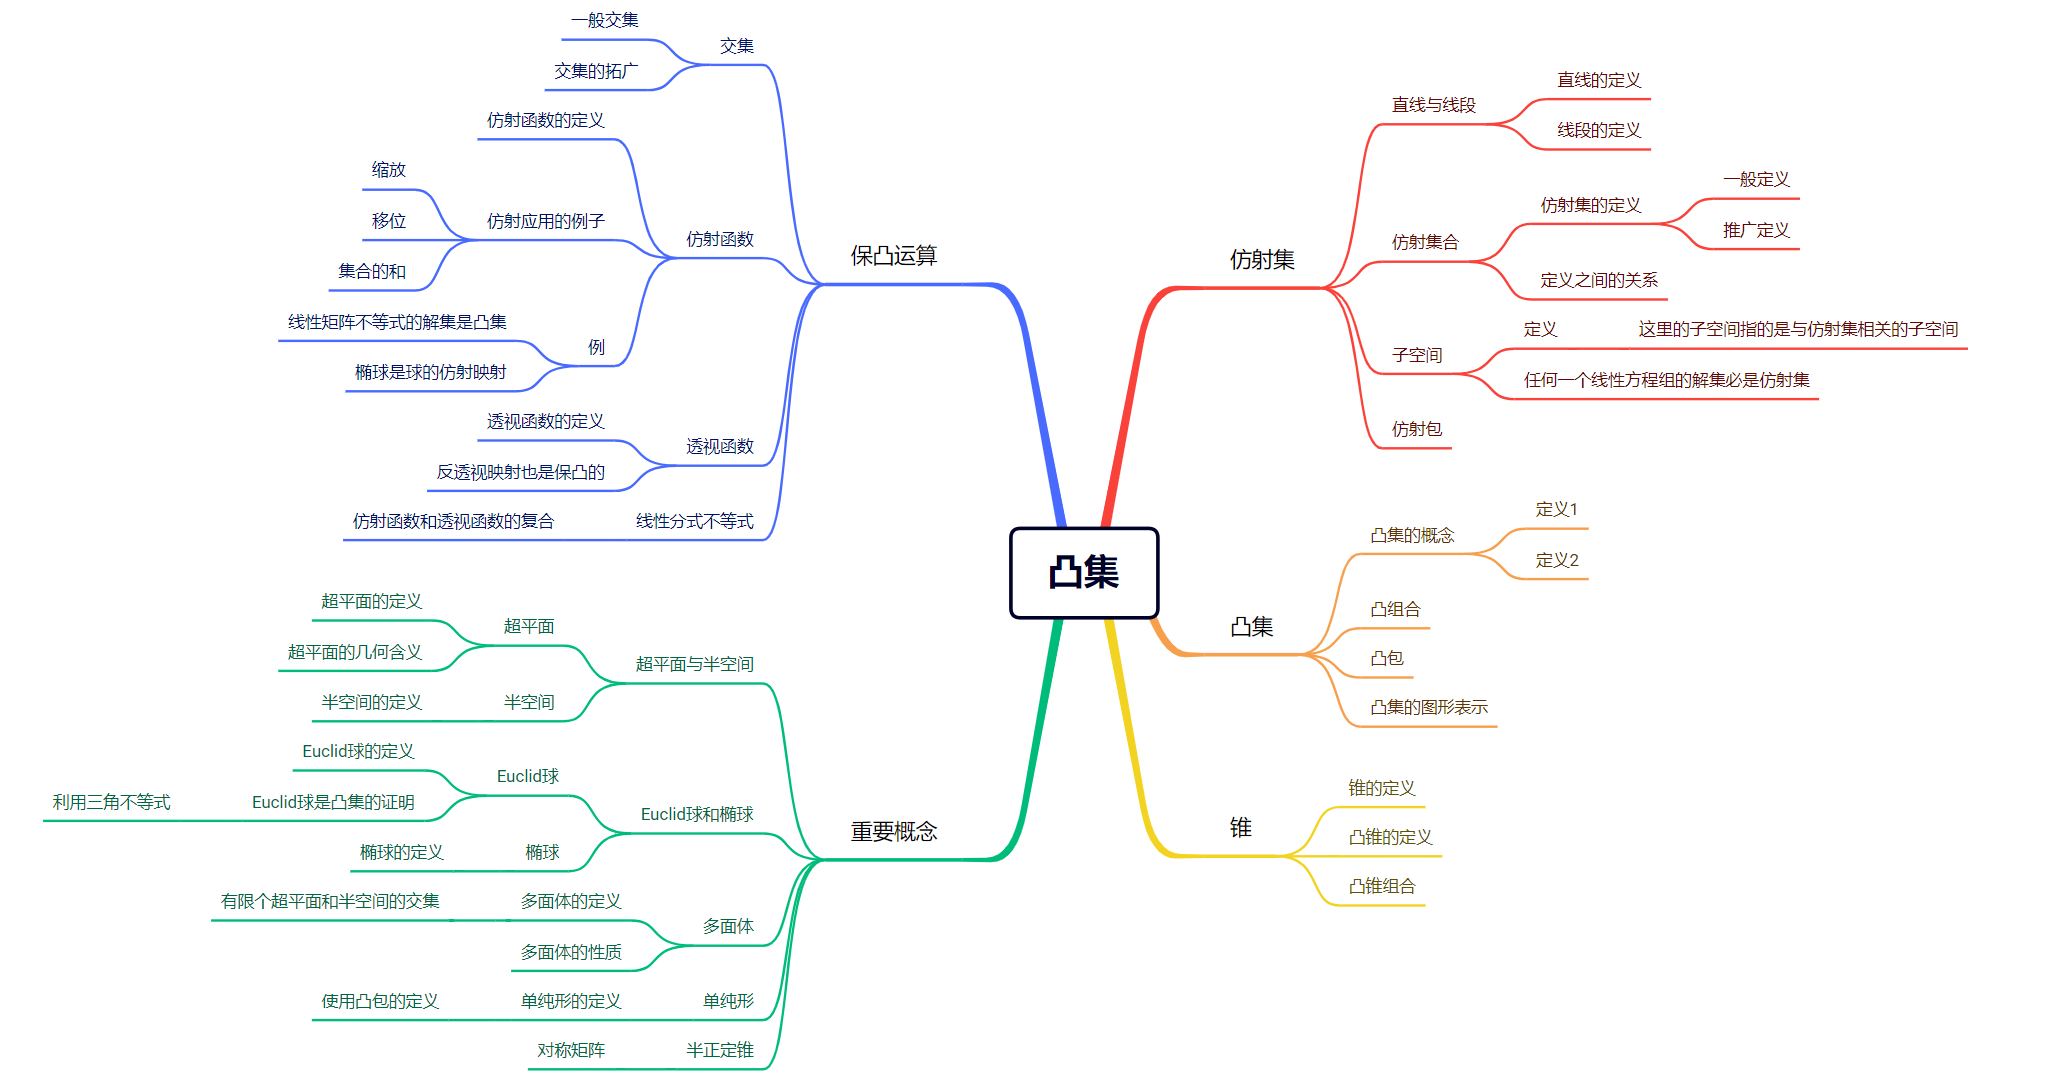 凸集
仿射集
直线与线段
直线的定义
线段的定义
仿射集合
仿射集的定义
一般定义
推广定义
定义之间的关系
子空间
定义
这里的子空间指的是与仿射集相关的子空间
任何一个线性方程组的解集必是仿射集
仿射包
凸集
凸集的概念
定义1
定义2
凸组合
凸包
凸集的图形表示
锥
锥的定义
凸锥的定义
凸锥组合
保凸运算
交集
一般交集
交集的拓广
仿射函数
仿射函数的定义
仿射应用的例子
缩放
移位
集合的和
例
线性矩阵不等式的解集是凸集
椭球是球的仿射映射
透视函数
透视函数的定义
反透视映射也是保凸的
线性分式不等式
仿射函数和透视函数的复合
重要概念
超平面与半空间
超平面
超平面的定义
超平面的几何含义
半空间
半空间的定义
Euclid球和椭球
Euclid球
Euclid球的定义
Euclid球是凸集的证明
利用三角不等式
椭球
椭球的定义
多面体
多面体的定义
有限个超平面和半空间的交集
多面体的性质
单纯形
单纯形的定义
使用凸包的定义
半正定锥
对称矩阵